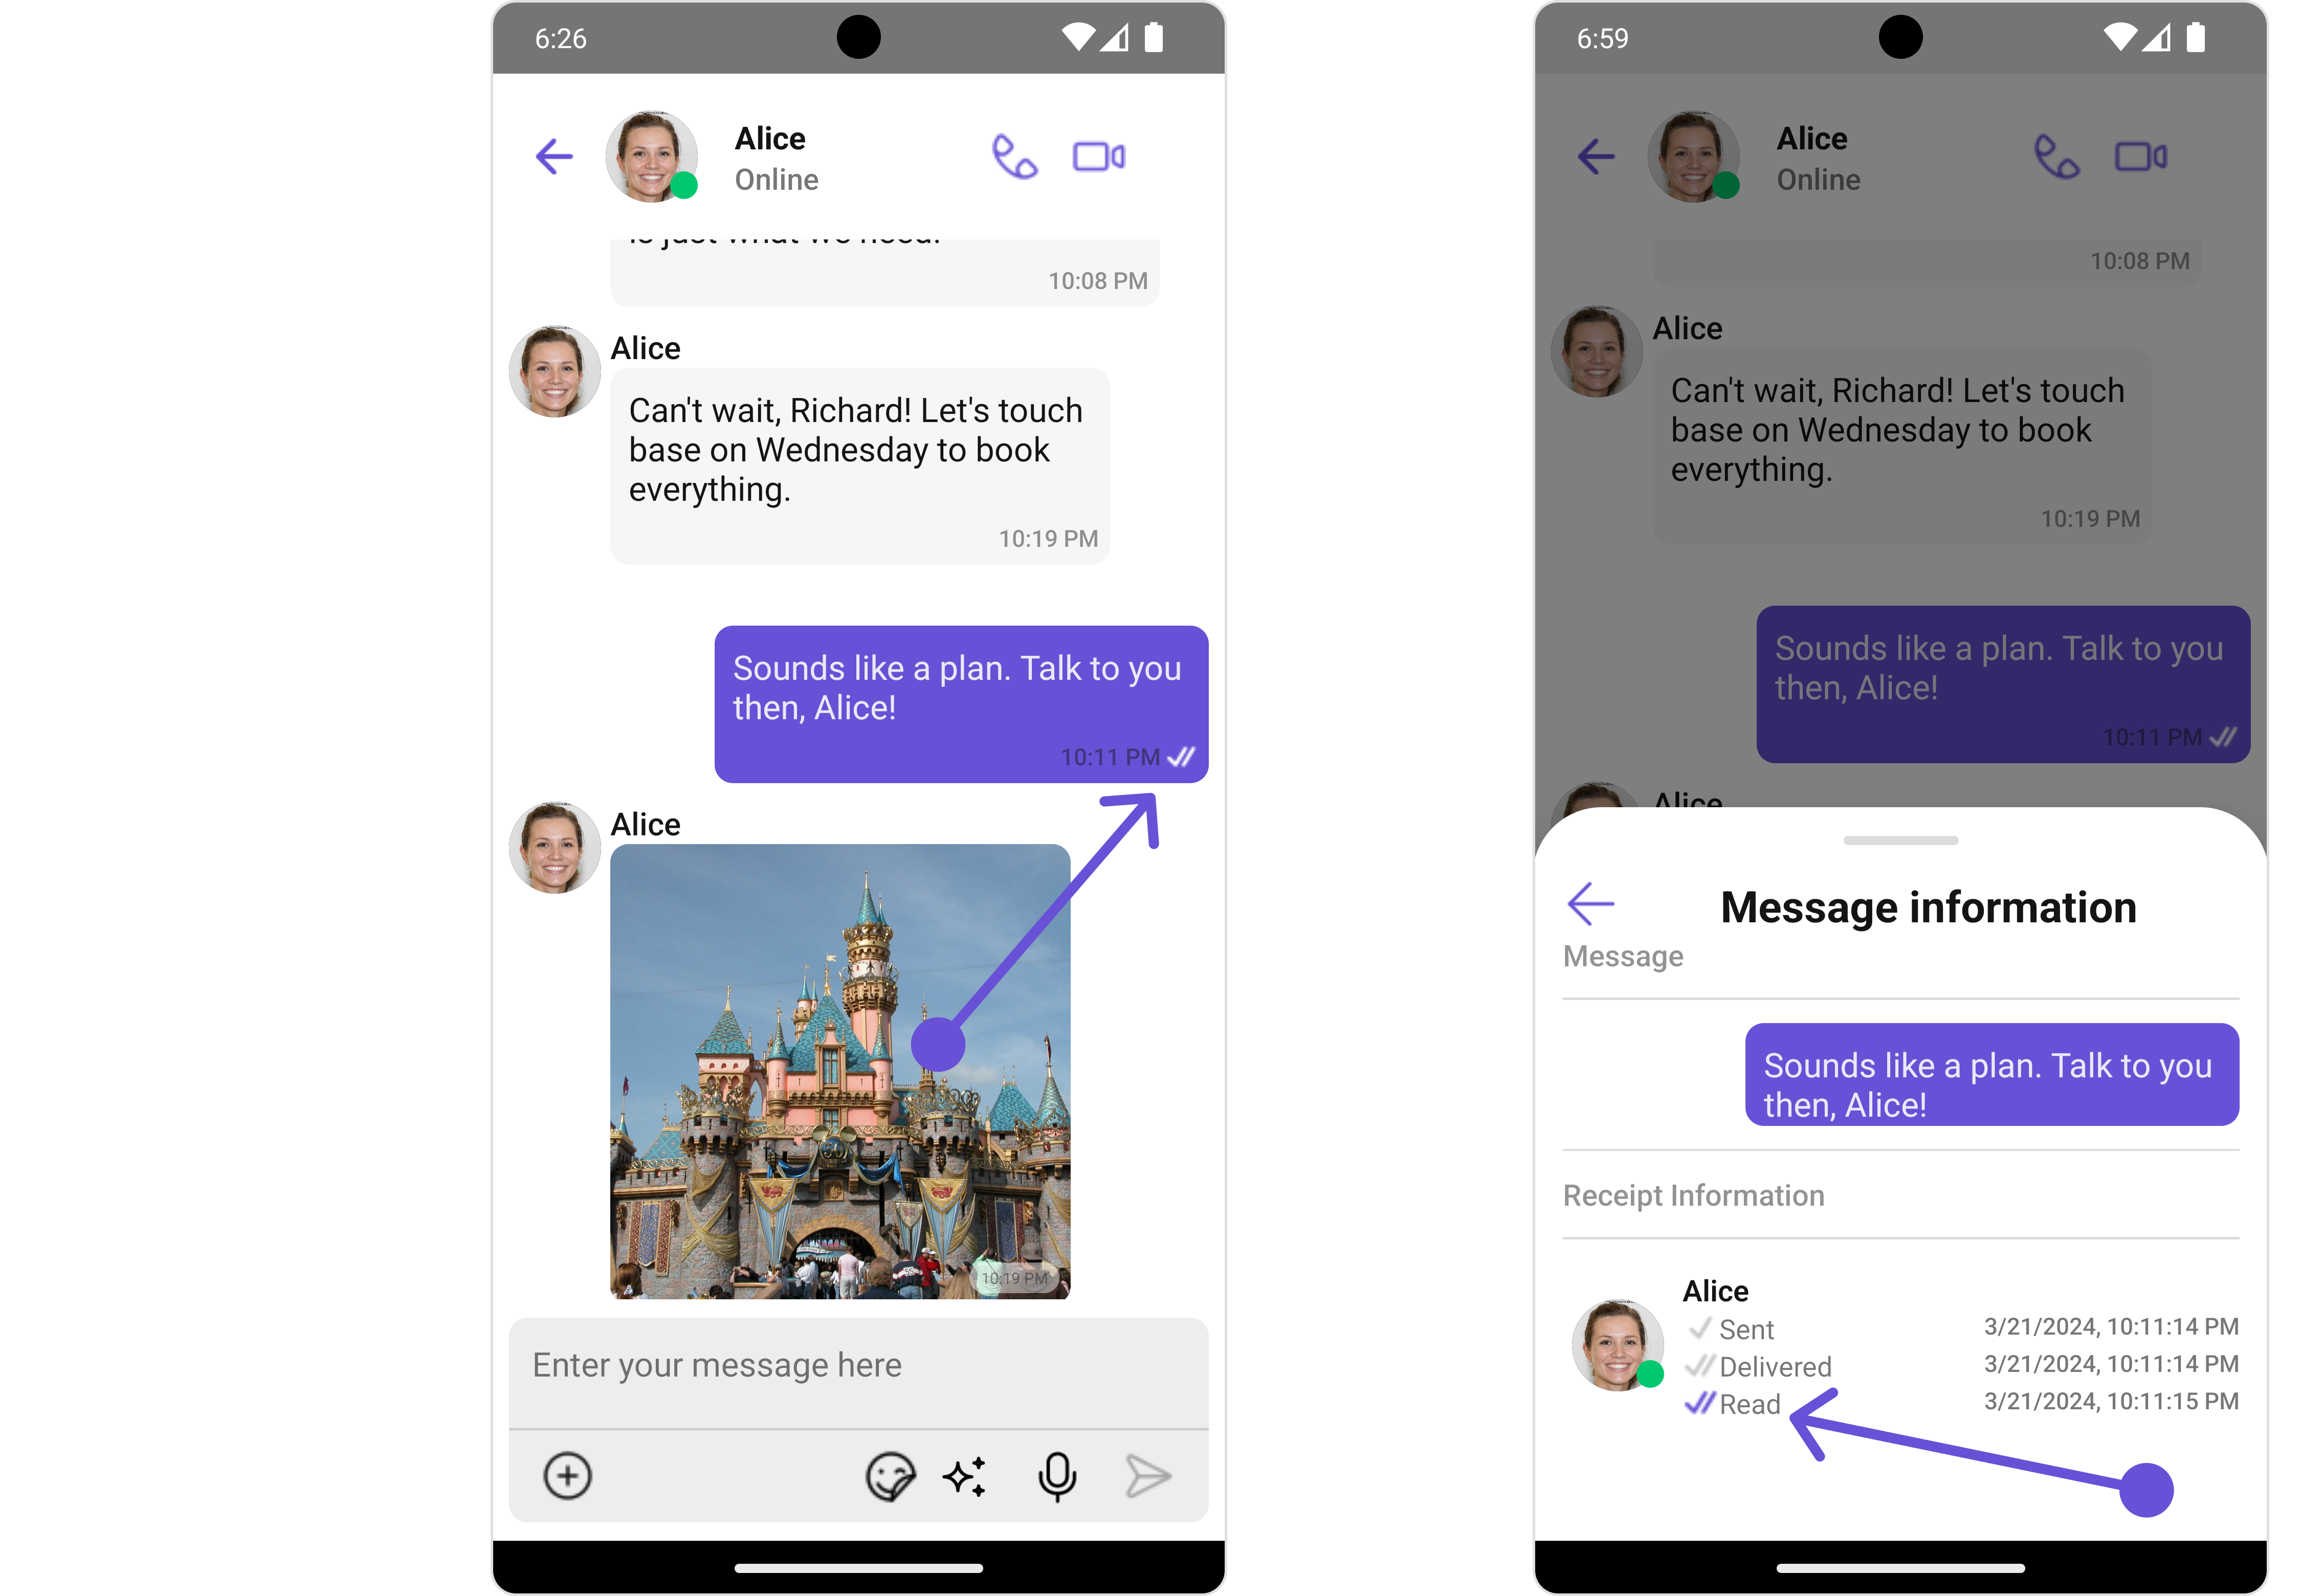 6:26
Alice
Online
is just what we need!
10:08 PM
Alice
Can't wait, Richard! Let's touch
base on Wednesday to book
everything.
10:19 PM
Sounds like a plan. Talk to you
then, Alice!
10:11 PM
Alice
10:19 PM
Enter your message here
6:59
Alice
Online
10:08 PM
Alice
Can't wait, Richard! Let's touch
base on Wednesday to book
everything.
10:19 PM
Sounds like a plan. Talk to you
then, Alice!
10:11 PM
Alice
Message information
Message
Sounds like a plan. Talk to you
then, Alice!
Receipt Information
Alice
Sent 3/21/2024, 10:11:14 PM
Delivered 3/21/2024, 10:11:14 PM
Read 3/21/2024, 10:11:15 PM